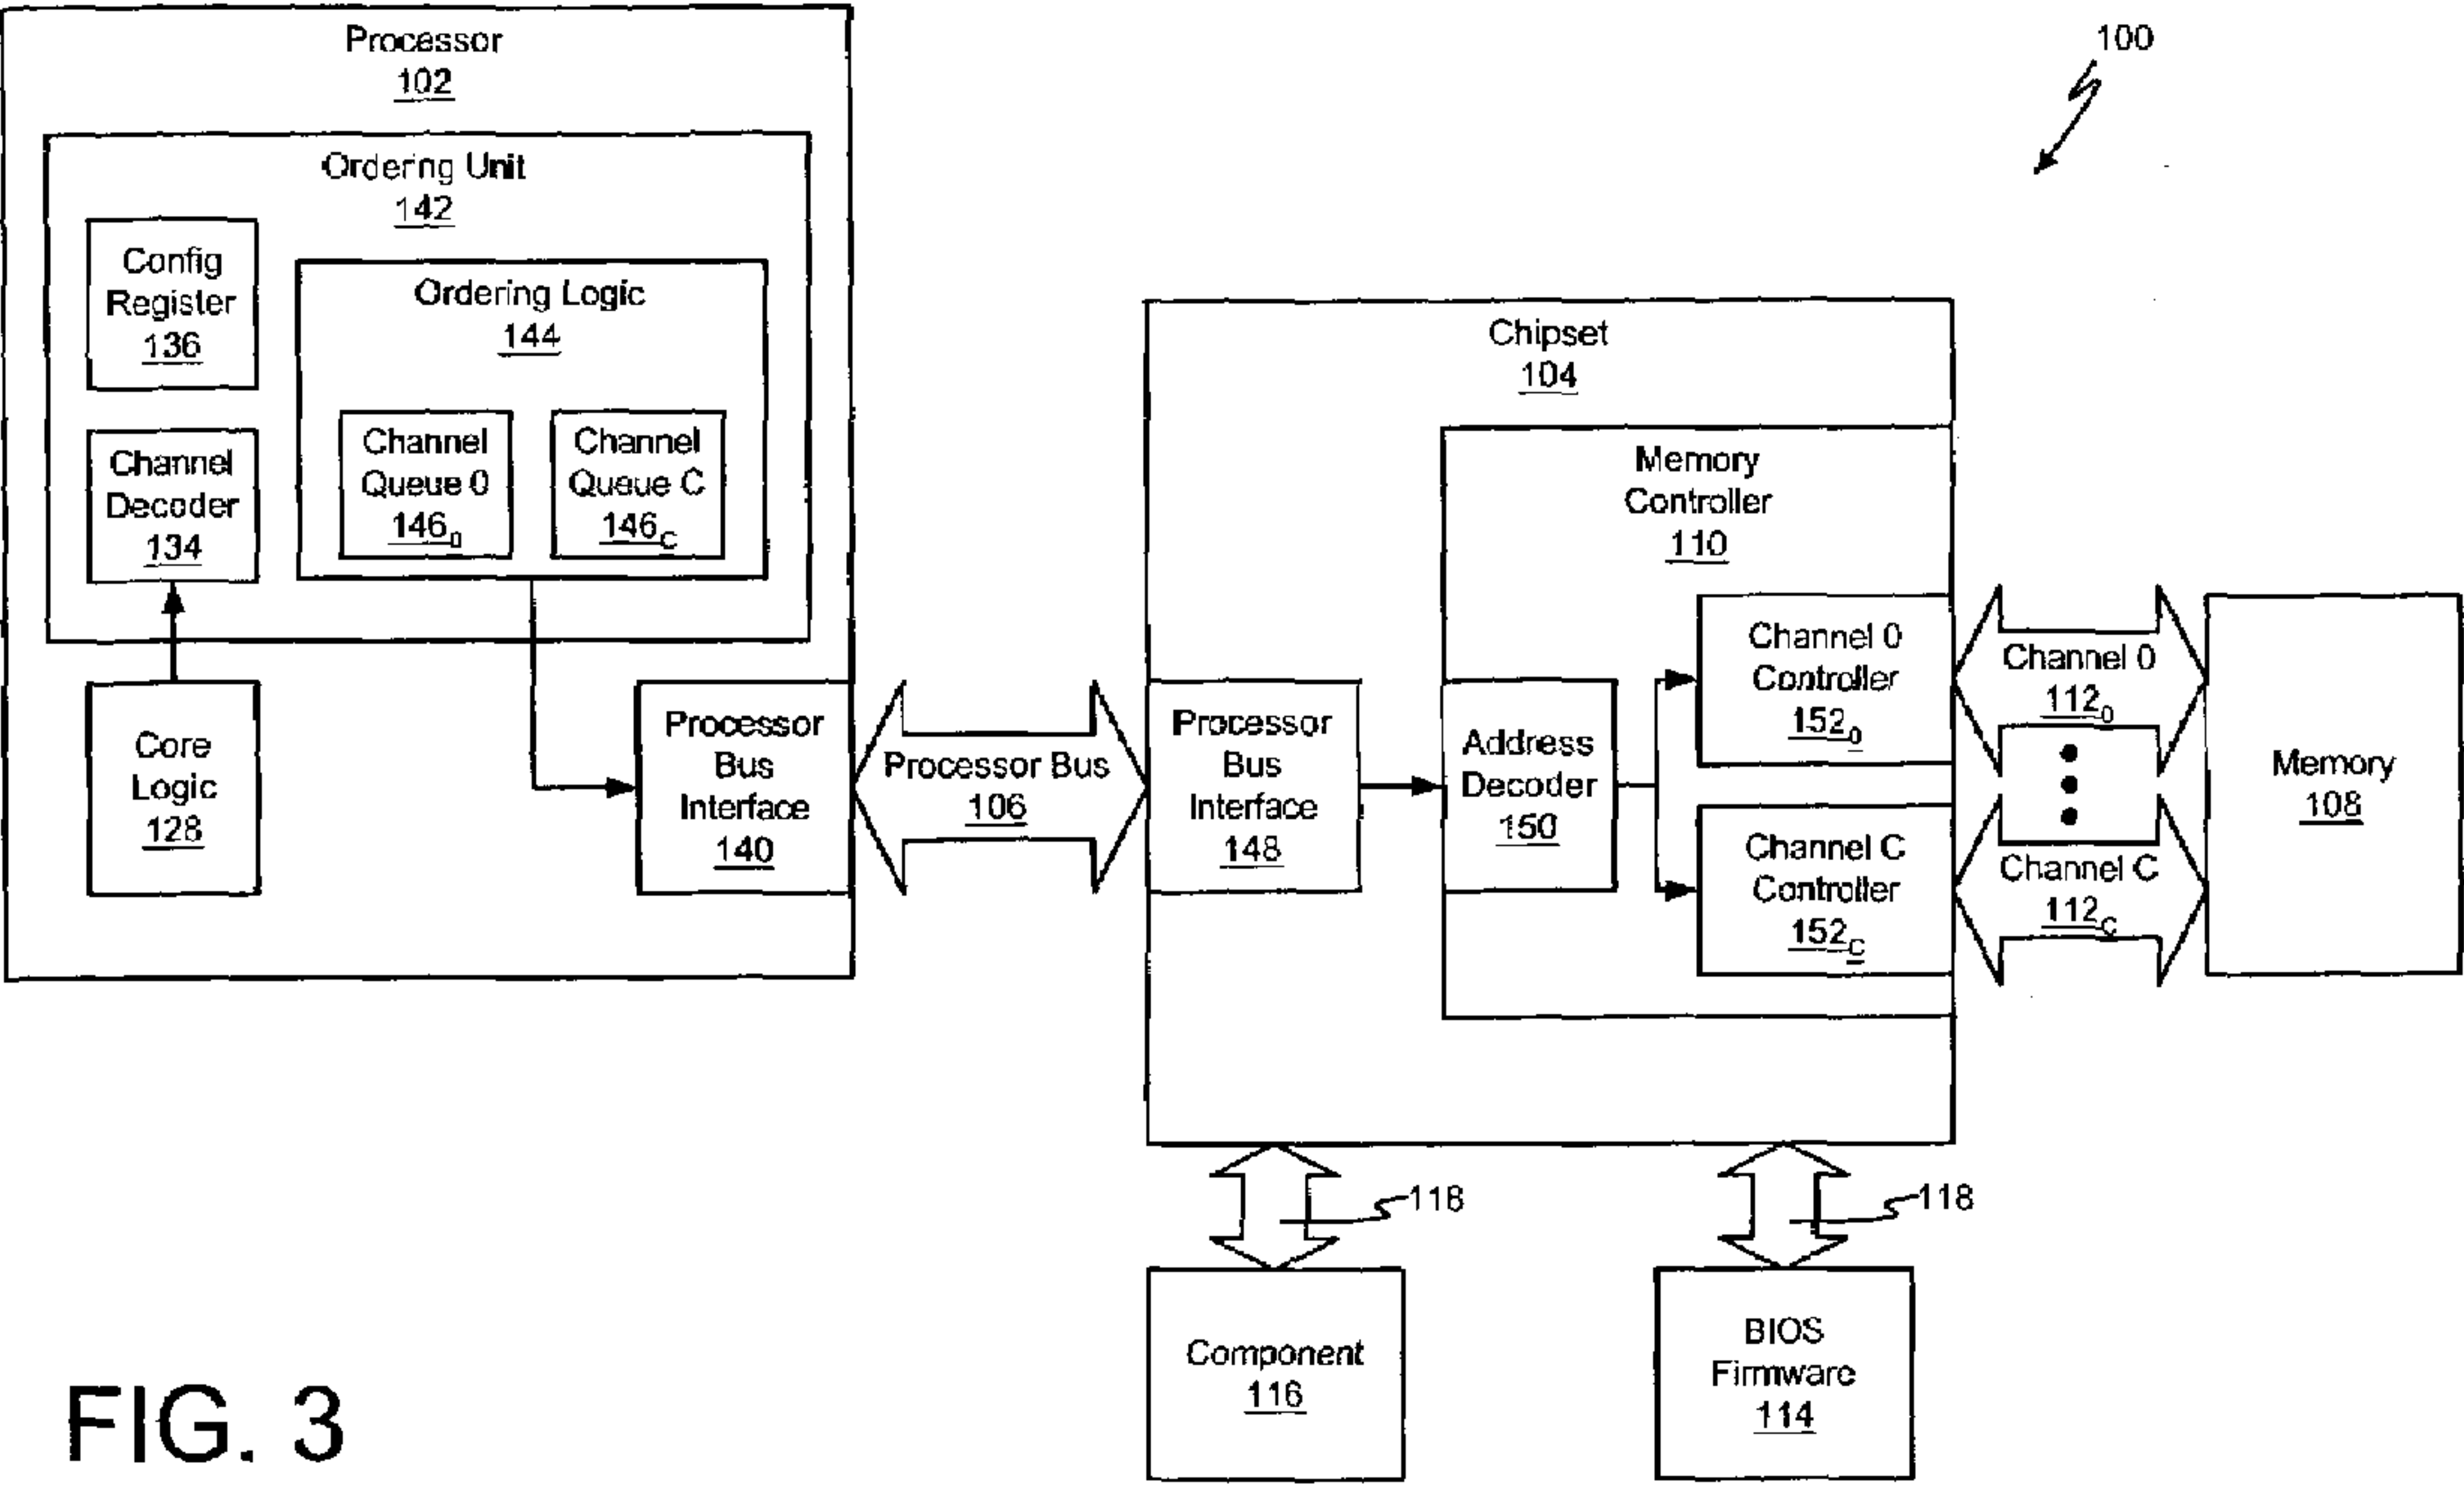 Processor
102
100
Ordering Unit
142
Config
Register
136
Ordering Logic
144
Channel
Queue 0
146₀
Channel
Queue C
146C
Channel
Decoder
134
Core
Logic
128
Processor
Bus
Interface
140
Processor Bus
106
Chipset
104
Memory
Controller
110
Processor
Bus
Interface
148
Address
Decoder
150
Channel 0
Controller
152₀
Channel C
Controller
152C
Channel 0
112₀
Channel C
112C
Memory
108
118
118
Component
116
BIOS
Firmware
114
FIG. 3